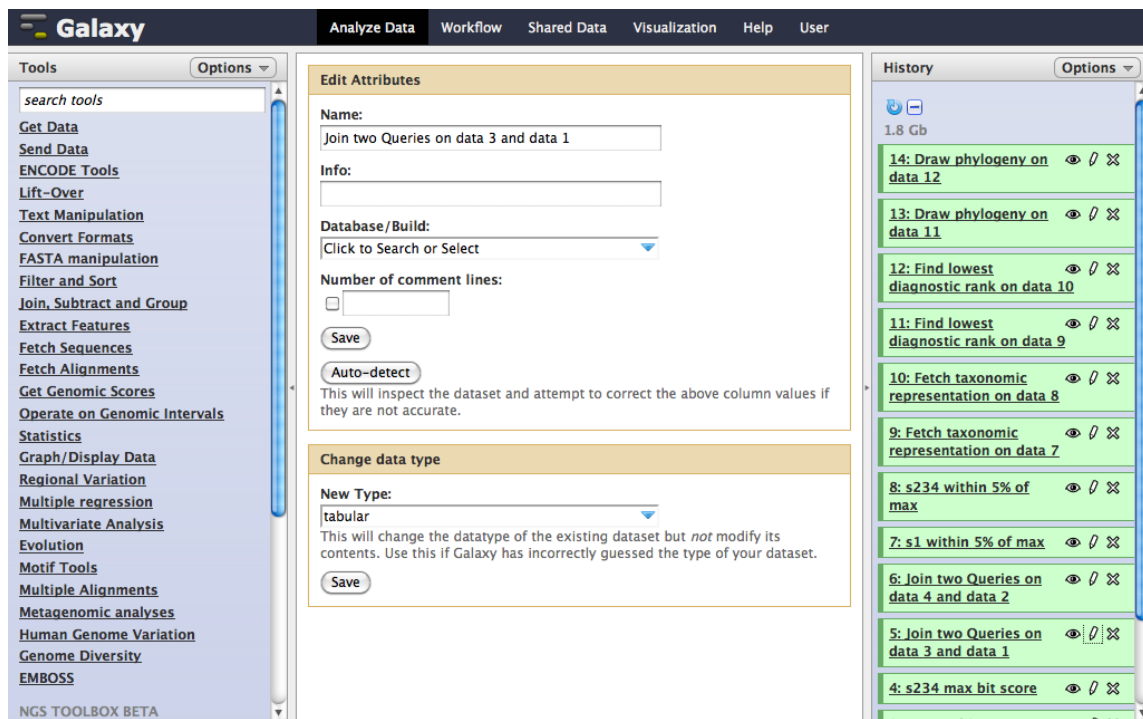 Galaxy
Analyze Data Workflow Shared Data Visualization Help User
Tools Options
search tools
Get Data
Send Data
ENCODE Tools
Lift-Over
Text Manipulation
Convert Formats
FASTA manipulation
Filter and Sort
Join, Subtract and Group
Extract Features
Fetch Sequences
Fetch Alignments
Get Genomic Scores
Operate on Genomic Intervals
Statistics
Graph/Display Data
Regional Variation
Multiple regression
Multivariate Analysis
Evolution
Motif Tools
Multiple Alignments
Metagenomic analyses
Human Genome Variation
Genome Diversity
EMBOSS
NGS TOOLBOX BETA
Edit Attributes
Name:
Join two Queries on data 3 and data 1
Info:
Database/Build:
Click to Search or Select
Number of comment lines:
Save
Auto-detect
This will inspect the dataset and attempt to correct the above column values if
they are not accurate.
Change data type
New Type:
tabular
This will change the datatype of the existing dataset but not modify its
contents. Use this if Galaxy has incorrectly guessed the type of your dataset.
Save
History Options
1.8 Gb
14: Draw phylogeny on
data 12
13: Draw phylogeny on
data 11
12: Find lowest
diagnostic rank on data 10
11: Find lowest
diagnostic rank on data 9
10: Fetch taxonomic
representation on data 8
9: Fetch taxonomic
representation on data 7
8: s234 within 5% of
max
7: s1 within 5% of max
6: Join two Queries on
data 4 and data 2
5: Join two Queries on
data 3 and data 1
4: s234 max bit score